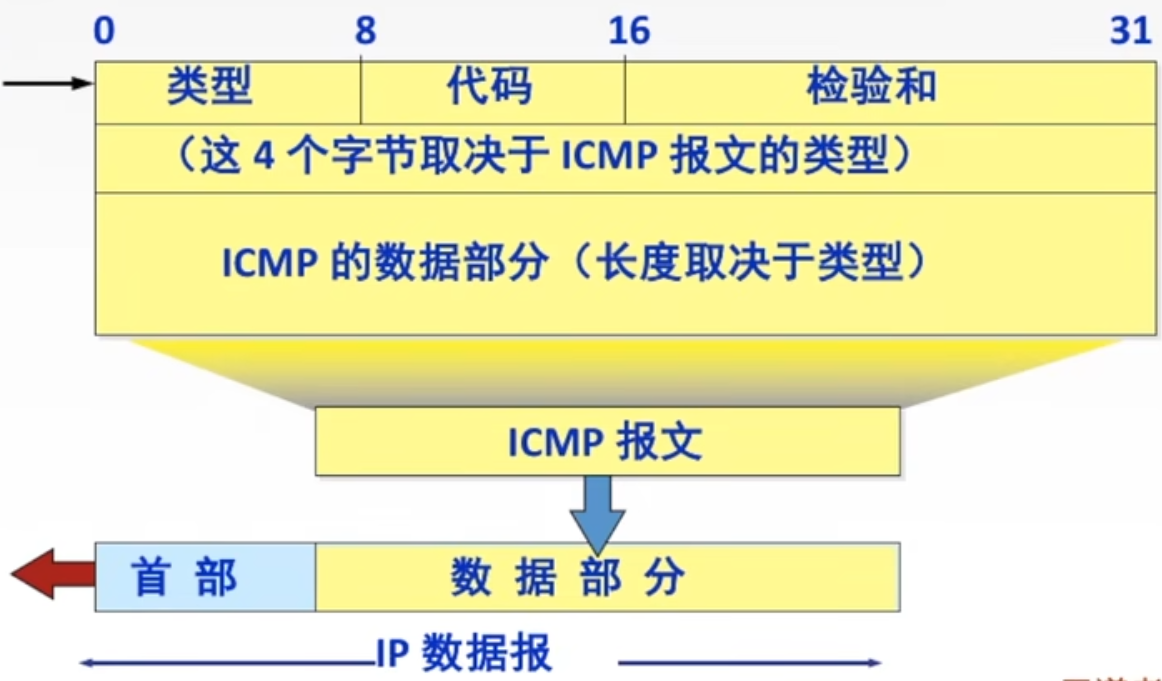 0 8 16 31
类型 代码 检验和
（这 4 个字节取决于 ICMP 报文的类型）
ICMP 的数据部分（长度取决于类型）
ICMP 报文
首 部 数 据 部 分
IP 数据报